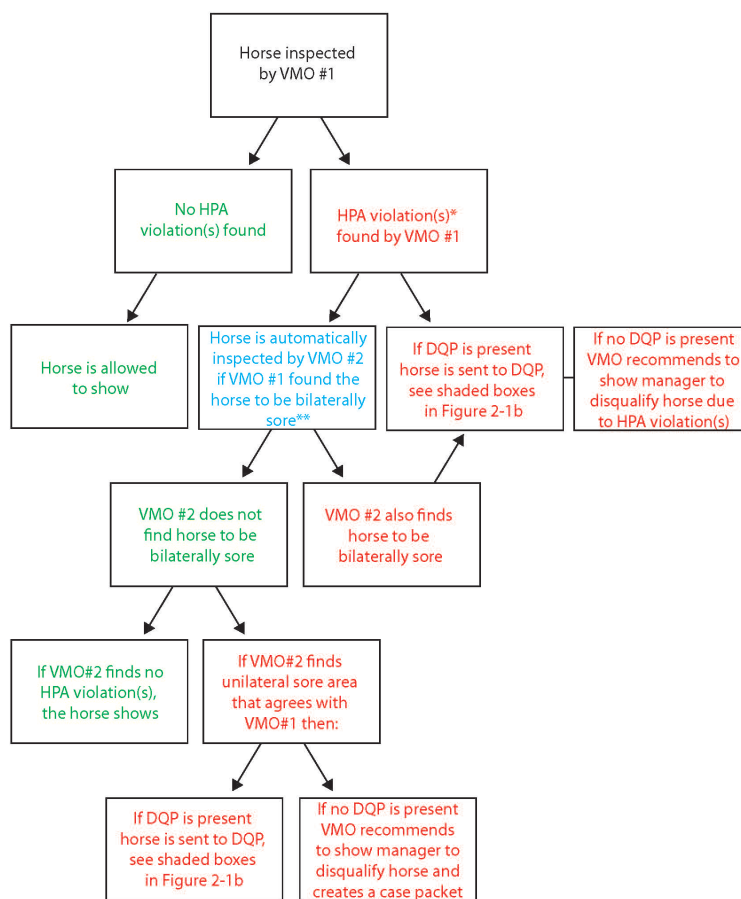 Horse inspected
by VMO #1
No HPA
violation(s) found
HPA violation(s)*
found by VMO #1
Horse is allowed
to show
Horse is automatically
inspected by VMO #2
if VMO #1 found the
horse to be bilaterally
sore**
If DQP is present
horse is sent to DQP,
see shaded boxes
in Figure 2-1b
If no DQP is present
VMO recommends to
show manager to
disqualify horse due
to HPA violation(s)
VMO #2 does not
find horse to be
bilaterally sore
VMO #2 also finds
horse to be
bilaterally sore
If VMO#2 finds no
HPA violation(s),
the horse shows
If VMO#2 finds
unilateral sore area
that agrees with
VMO#1 then:
If DQP is present
horse is sent to DQP,
see shaded boxes
in Figure 2-1b
If no DQP is present
VMO recommends
to show manager to
disqualify horse and
creates a case packet